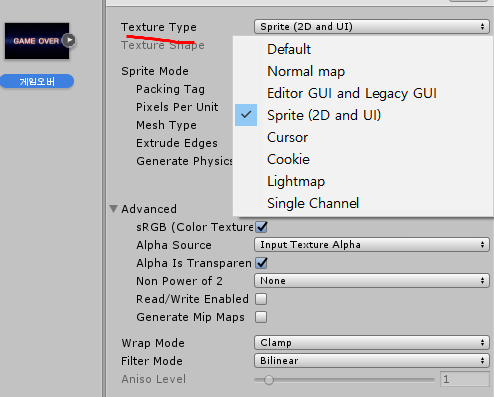 Texture Type Sprite (2D and UI)
Texture Shape
Default
GAME OVER
게임오버
Sprite Mode
Normal map
Packing Tag
Editor GUI and Legacy GUI
Pixels Per Unit
Sprite (2D and UI)
Mesh Type
Cursor
Extrude Edges
Cookie
Generate Physics
Lightmap
Single Channel
Advanced
sRGB (Color Texture
Alpha Source Input Texture Alpha
Alpha Is Transparen
Non Power of 2 None
Read/Write Enabled
Generate Mip Maps
Wrap Mode Clamp
Filter Mode Bilinear
Aniso Level 1